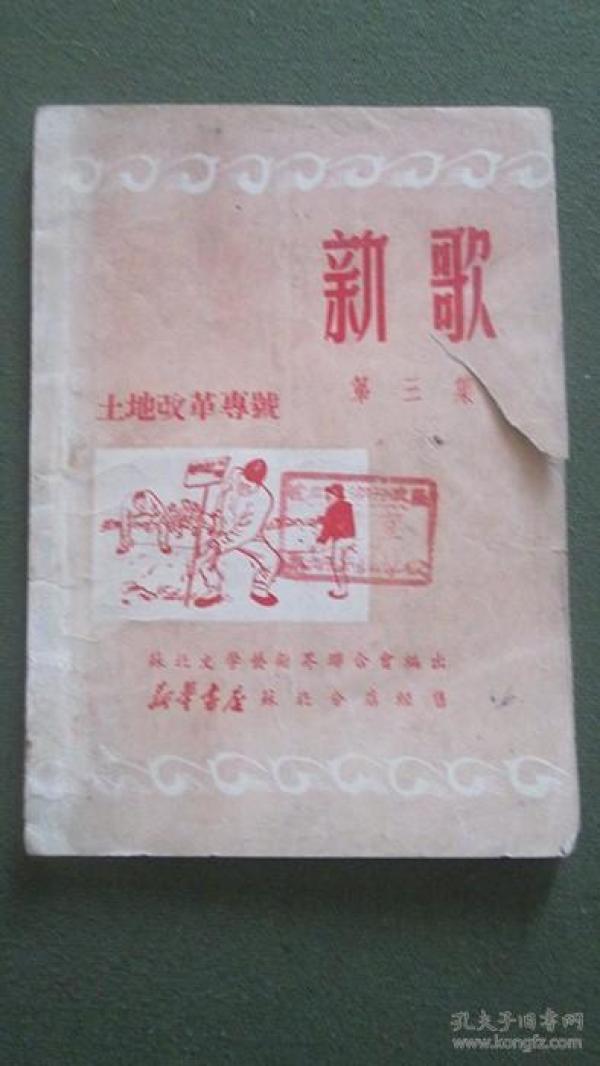 新歌
第三集
土地改革專號
蘇北文學藝術界聯合會編出
新華書店蘇北分店經售
孔夫子旧书网
www.kongfz.com